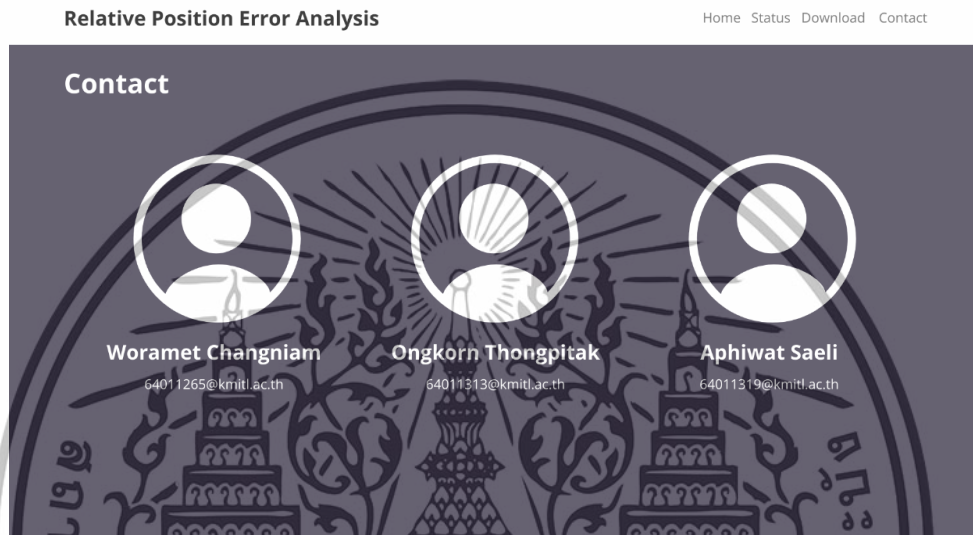 Relative Position Error Analysis
Home Status Download Contact
Contact
Woramet Changniam
Ongkorn Thongpitak
Aphiwat Saeli
64011265@kmitl.ac.th
64011313@kmitl.ac.th
64011319@kmitl.ac.th